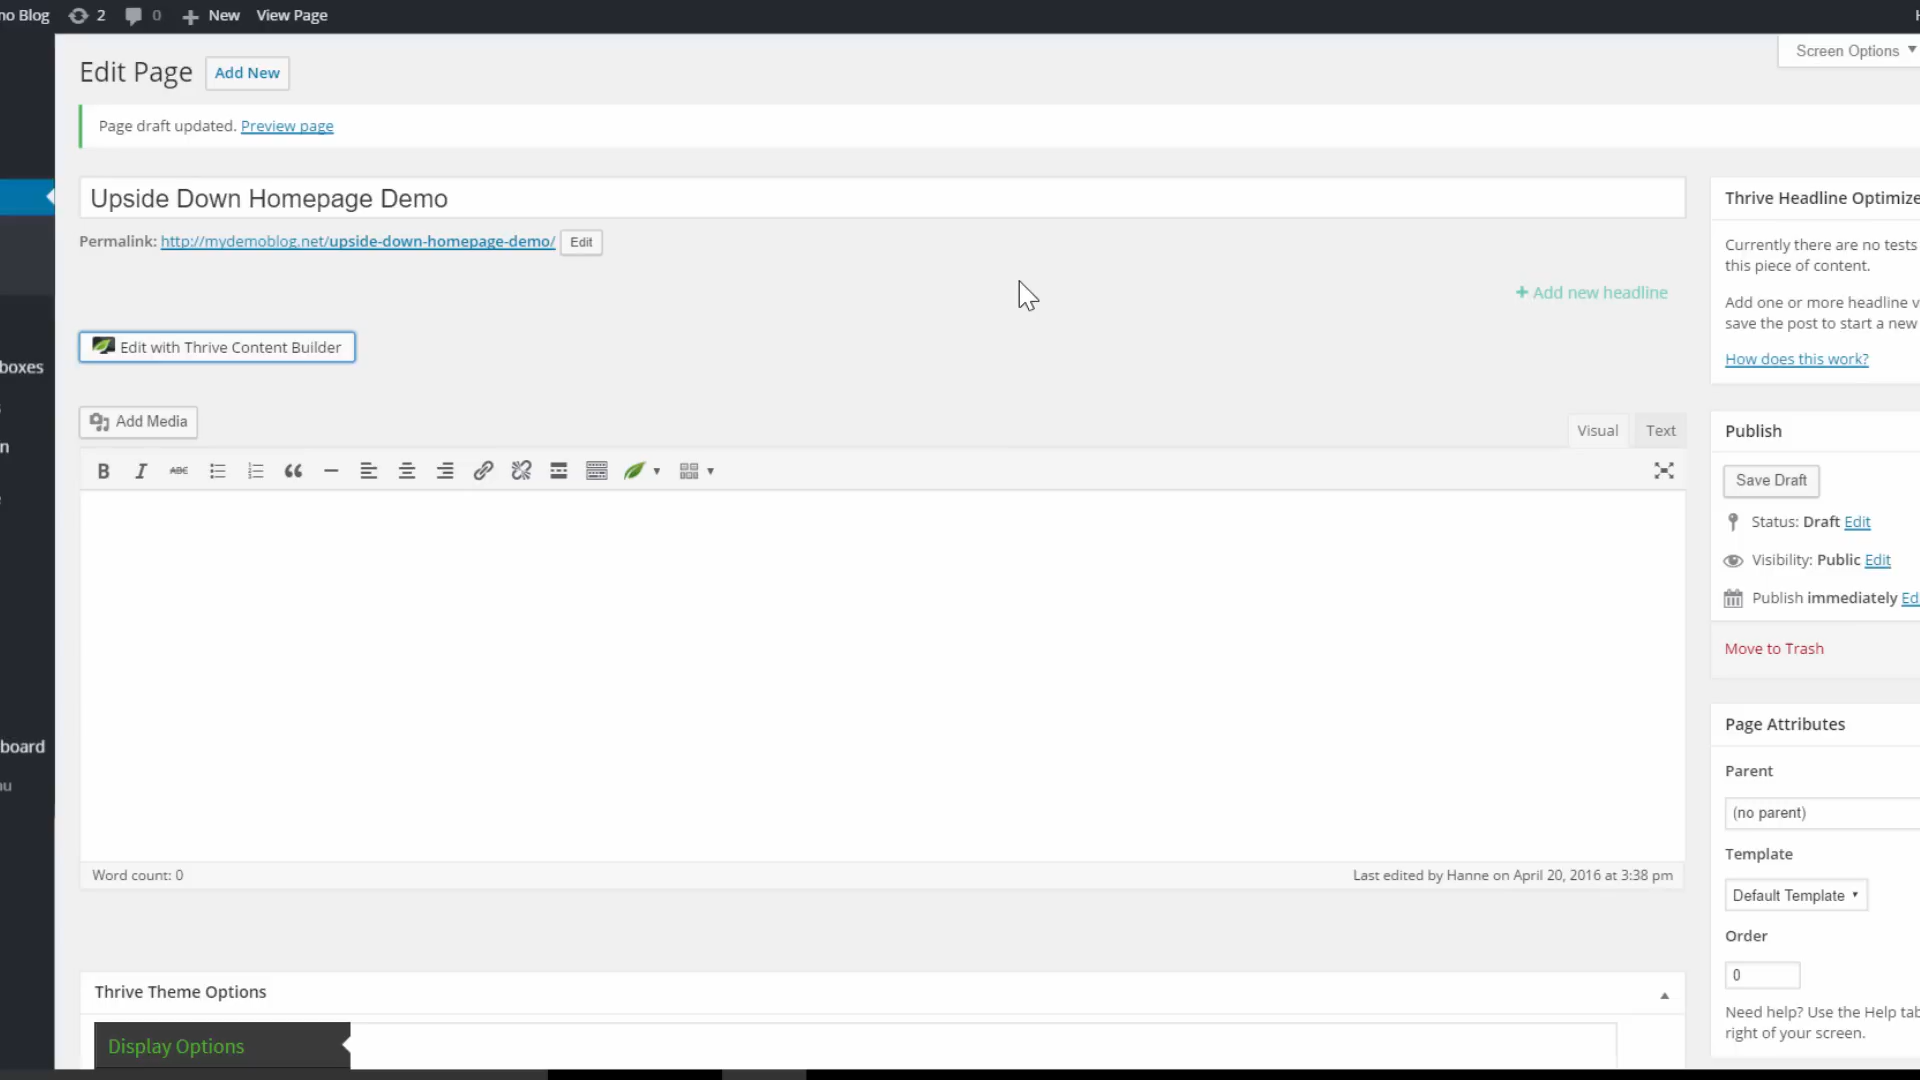 no Blog 2 0 New View Page
Screen Options
Edit Page Add New
Page draft updated. Preview page
Upside Down Homepage Demo
Permalink: http://mydemoblog.net/upside-down-homepage-demo/ Edit
+ Add new headline
Edit with Thrive Content Builder
Add Media
Visual Text
B I ABC
Word count: 0
Last edited by Hanne on April 20, 2016 at 3:38 pm
Thrive Theme Options
Display Options
boxes
n
board
nu
Thrive Headline Optimize
Currently there are no tests
this piece of content.
Add one or more headline v
save the post to start a new
How does this work?
Publish
Save Draft
Status: Draft Edit
Visibility: Public Edit
Publish immediately Ed
Move to Trash
Page Attributes
Parent
(no parent)
Template
Default Template
Order
0
Need help? Use the Help tab
right of your screen.